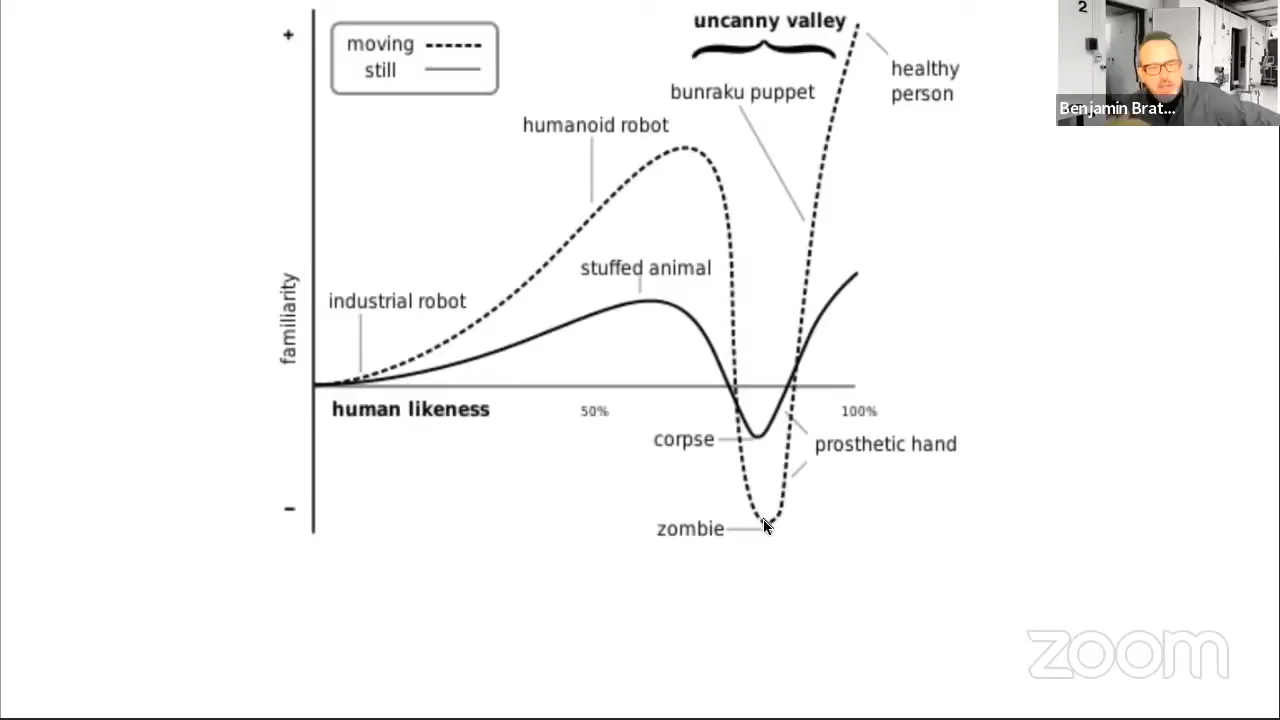 +
uncanny valley
2
moving
still
healthy
person
bunraku puppet
Benjamin Brat...
humanoid robot
stuffed animal
industrial robot
familiarity
human likeness
50%
100%
corpse
prosthetic hand
–
zombie
zoom